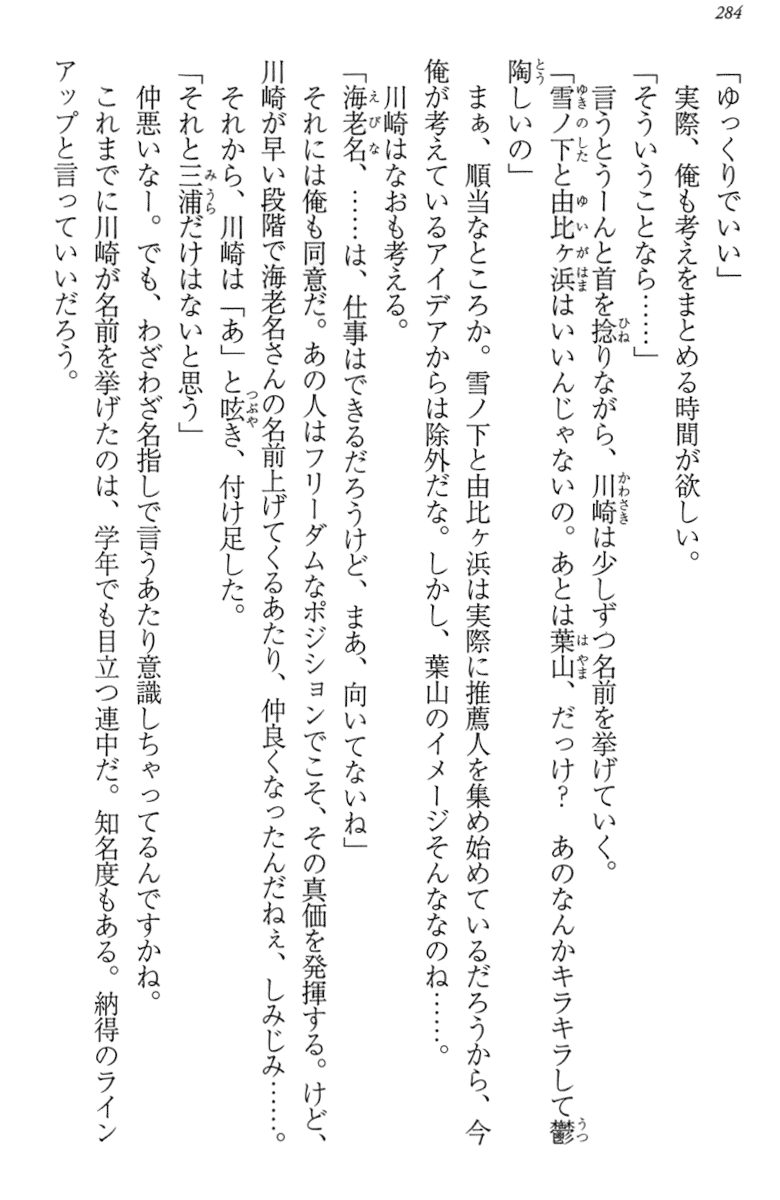 284
「ゆっくりでいい」
　実際、俺も考えをまとめる時間が欲しい。
「そういうことなら……」
　言うとうーんと首を捻りながら、川崎は少しずつ名前を挙げていく。
「雪ノ下と由比ヶ浜はいいんじゃないの。あとは葉山、だっけ？　あのなんかキラキラして鬱
陶しいの」
　まぁ、順当なところか。雪ノ下と由比ヶ浜は実際に推薦人を集め始めているだろうから、今
俺が考えているアイデアからは除外だな。しかし、葉山のイメージそんななのね……。
　川崎はなおも考える。
「海老名、……は、仕事はできるだろうけど、まあ、向いてないね」
　それには俺も同意だ。あの人はフリーダムなポジションでこそ、その真価を発揮する。けど、
川崎が早い段階で海老名さんの名前上げてくるあたり、仲良くなったんだねぇ、しみじみ……。
　それから、川崎は「あ」と呟き、付け足した。
「それと三浦だけはないと思う」
　仲悪いなー。でも、わざわざ名指しで言うあたり意識しちゃってるんですかね。
　これまでに川崎が名前を挙げたのは、学年でも目立つ連中だ。知名度もある。納得のライン
アップと言っていいだろう。